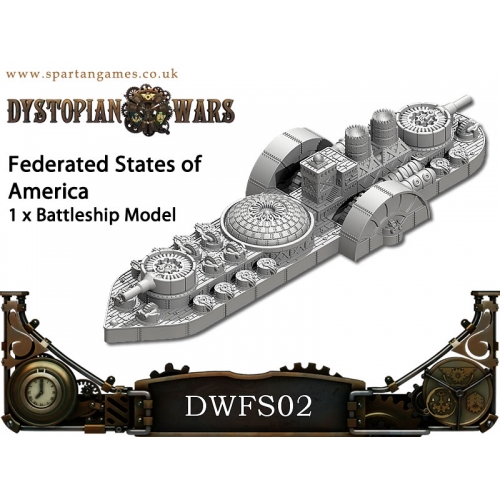 www.spartangames.co.uk
DYSTOPIAN WARS
Federated States of
America
1 x Battleship Model
DWFS02